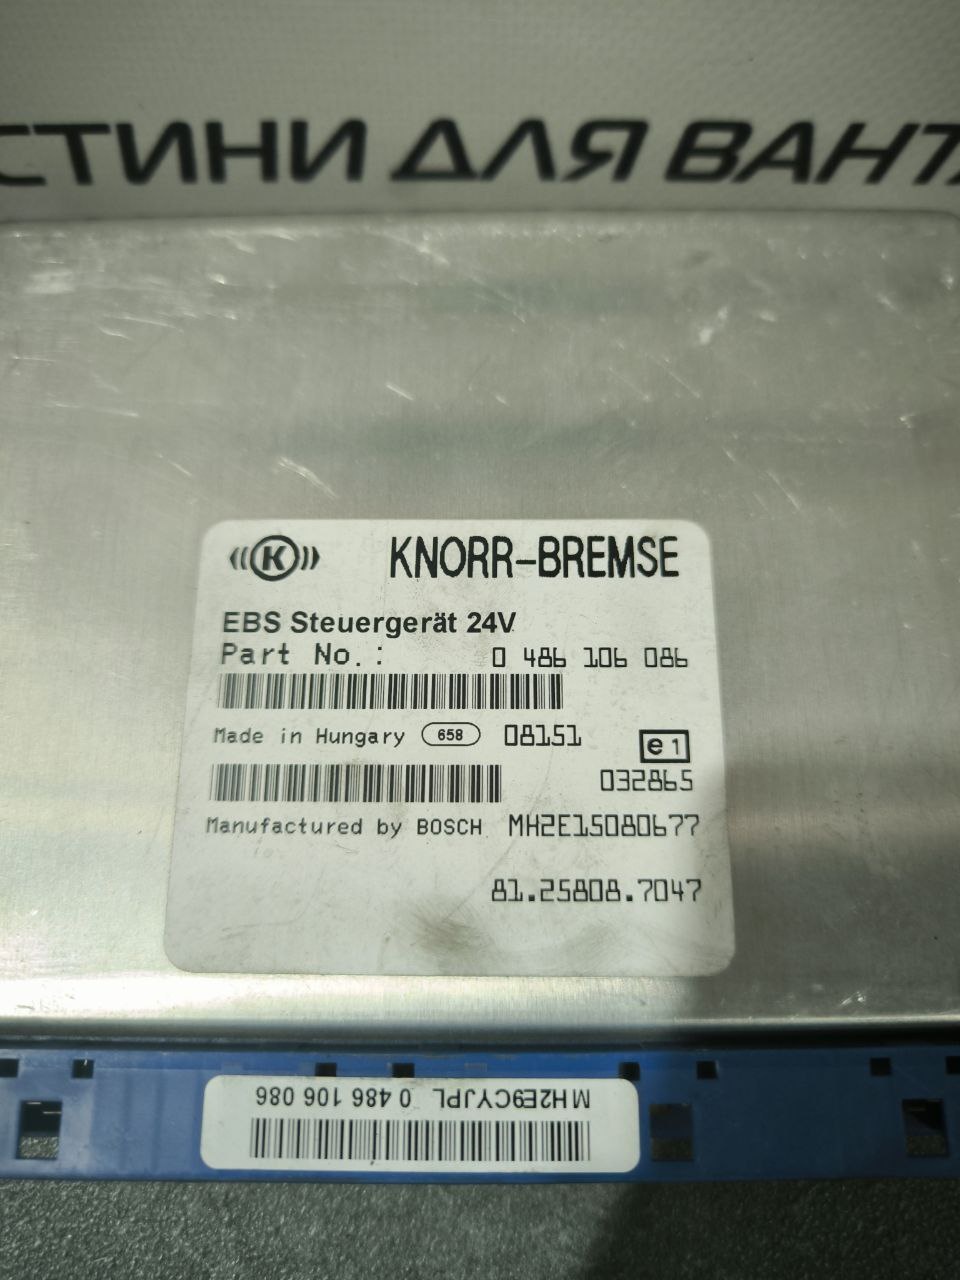 СТИНИ ДЛЯ ВАНТ
K KNORR-BREMSE
EBS Steuergerät 24V
Part No.: 0 486 106 086
Made in Hungary 658 08151 e1
032865
Manufactured by BOSCH MH2E15080677
81.25808.7047
MH2E9CYJPL 0 486 106 086